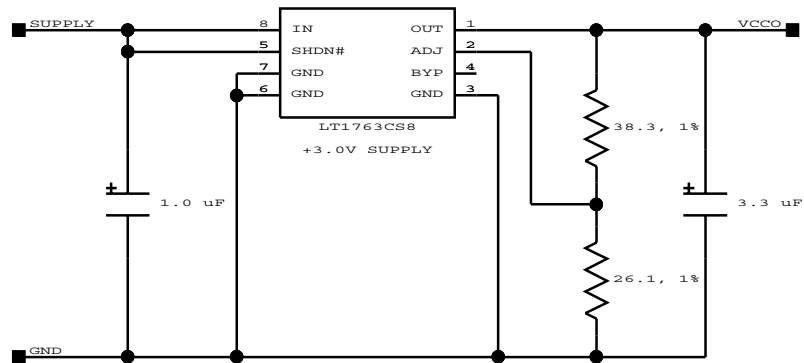 SUPPLY
VCCO
8 IN OUT 1
5 SHDN# ADJ 2
7 GND BYP 4
6 GND GND 3
LT1763CS8
+3.0V SUPPLY
38.3, 1%
+ 1.0 uF
+ 3.3 uF
26.1, 1%
GND